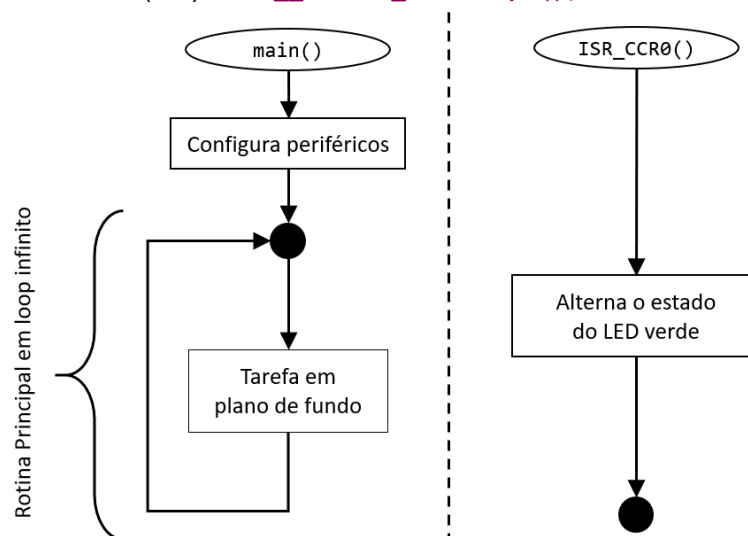 main()
Configura periféricos
Rotina Principal em loop infinito
Tarefa em
plano de fundo
ISR_CCR0()
Alterna o estado
do LED verde